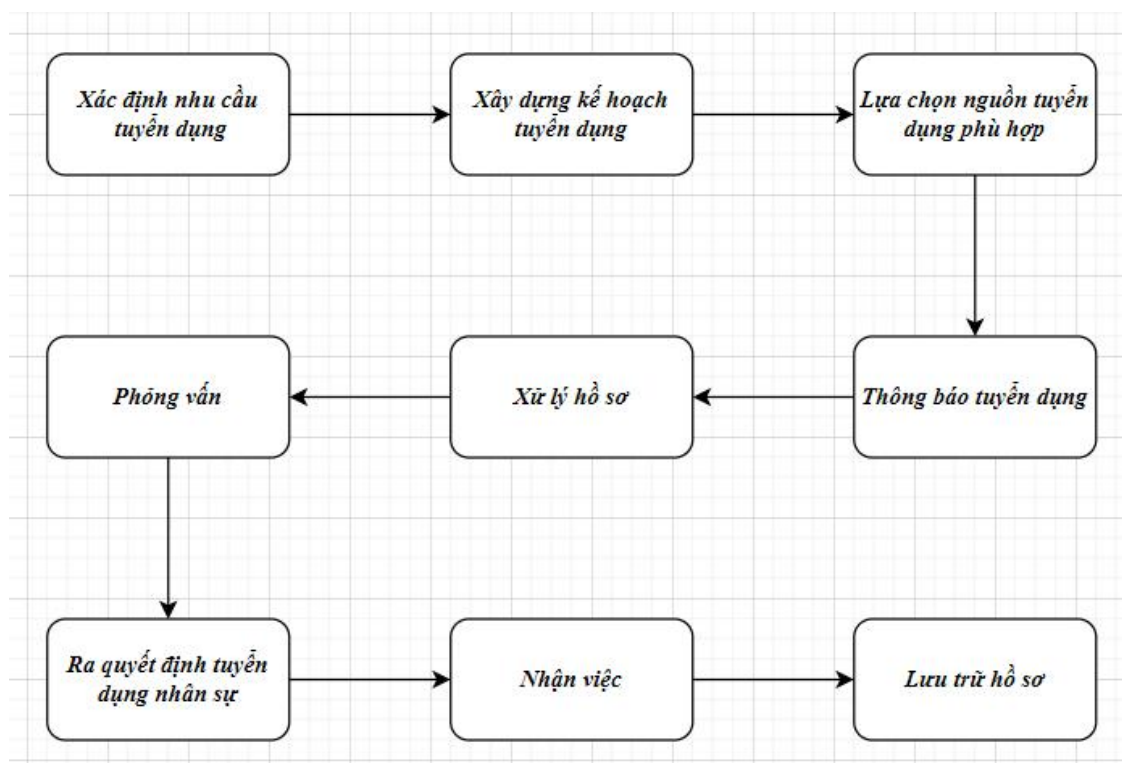 Xác định nhu cầu
tuyển dụng
Xây dựng kế hoạch
tuyển dụng
Lựa chọn nguồn tuyển
dụng phù hợp
Thông báo tuyển dụng
Xử lý hồ sơ
Phỏng vấn
Ra quyết định tuyển
dụng nhân sự
Nhận việc
Lưu trữ hồ sơ